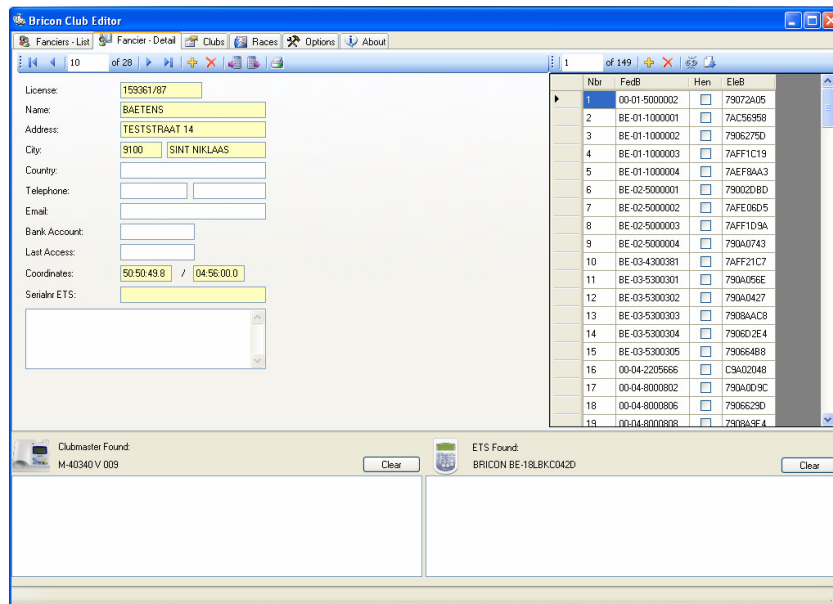 Bricon Club Editor
Fanciers - List Fancier - Detail Clubs Races Options About
10 of 28
1 of 149
License: 159361/87
Name: BAETENS
Address: TESTSTRAAT 14
City: 9100 SINT NIKLAAS
Country:
Telephone:
Email:
Bank Account:
Last Access:
Coordinates: 50:50:49.8 / 04:56:00.0
Serialnr ETS:
Nbr FedB Hen EleB
1 00-01-5000002 79072A05
2 BE-01-1000001 7AC56958
3 BE-01-1000002 7906275D
4 BE-01-1000003 7AFF1C19
5 BE-01-1000004 7AEF8AA3
6 BE-02-5000001 79002DBD
7 BE-02-5000002 7AFE06D5
8 BE-02-5000003 7AFF1D9A
9 BE-02-5000004 790A0743
10 BE-03-4300381 7AFF21C7
11 BE-03-5300301 790A056E
12 BE-03-5300302 790A0427
13 BE-03-5300303 7908AAC8
14 BE-03-5300304 7906D2E4
15 BE-03-5300305 790664B8
16 00-04-2205666 C9A02048
17 00-04-8000802 790A0D9C
18 00-04-8000806 7906629D
19 00-04-8000808 7908A9F4
Clubmaster Found:
M-40340 V 009
Clear
ETS Found:
BRICON BE-18LBKC042D
Clear